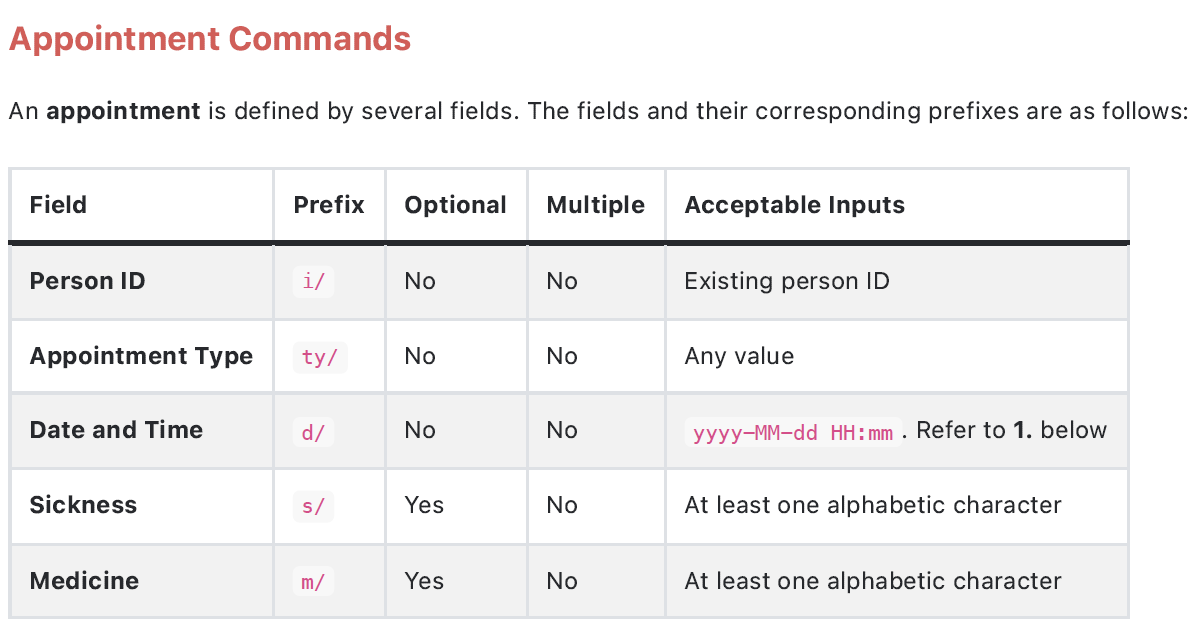 Appointment Commands
An appointment is defined by several fields. The fields and their corresponding prefixes are as follows:
Field Prefix Optional Multiple Acceptable Inputs
Person ID i/ No No Existing person ID
Appointment Type ty/ No No Any value
Date and Time d/ No No yyyy-MM-dd HH:mm. Refer to 1. below
Sickness s/ Yes No At least one alphabetic character
Medicine m/ Yes No At least one alphabetic character